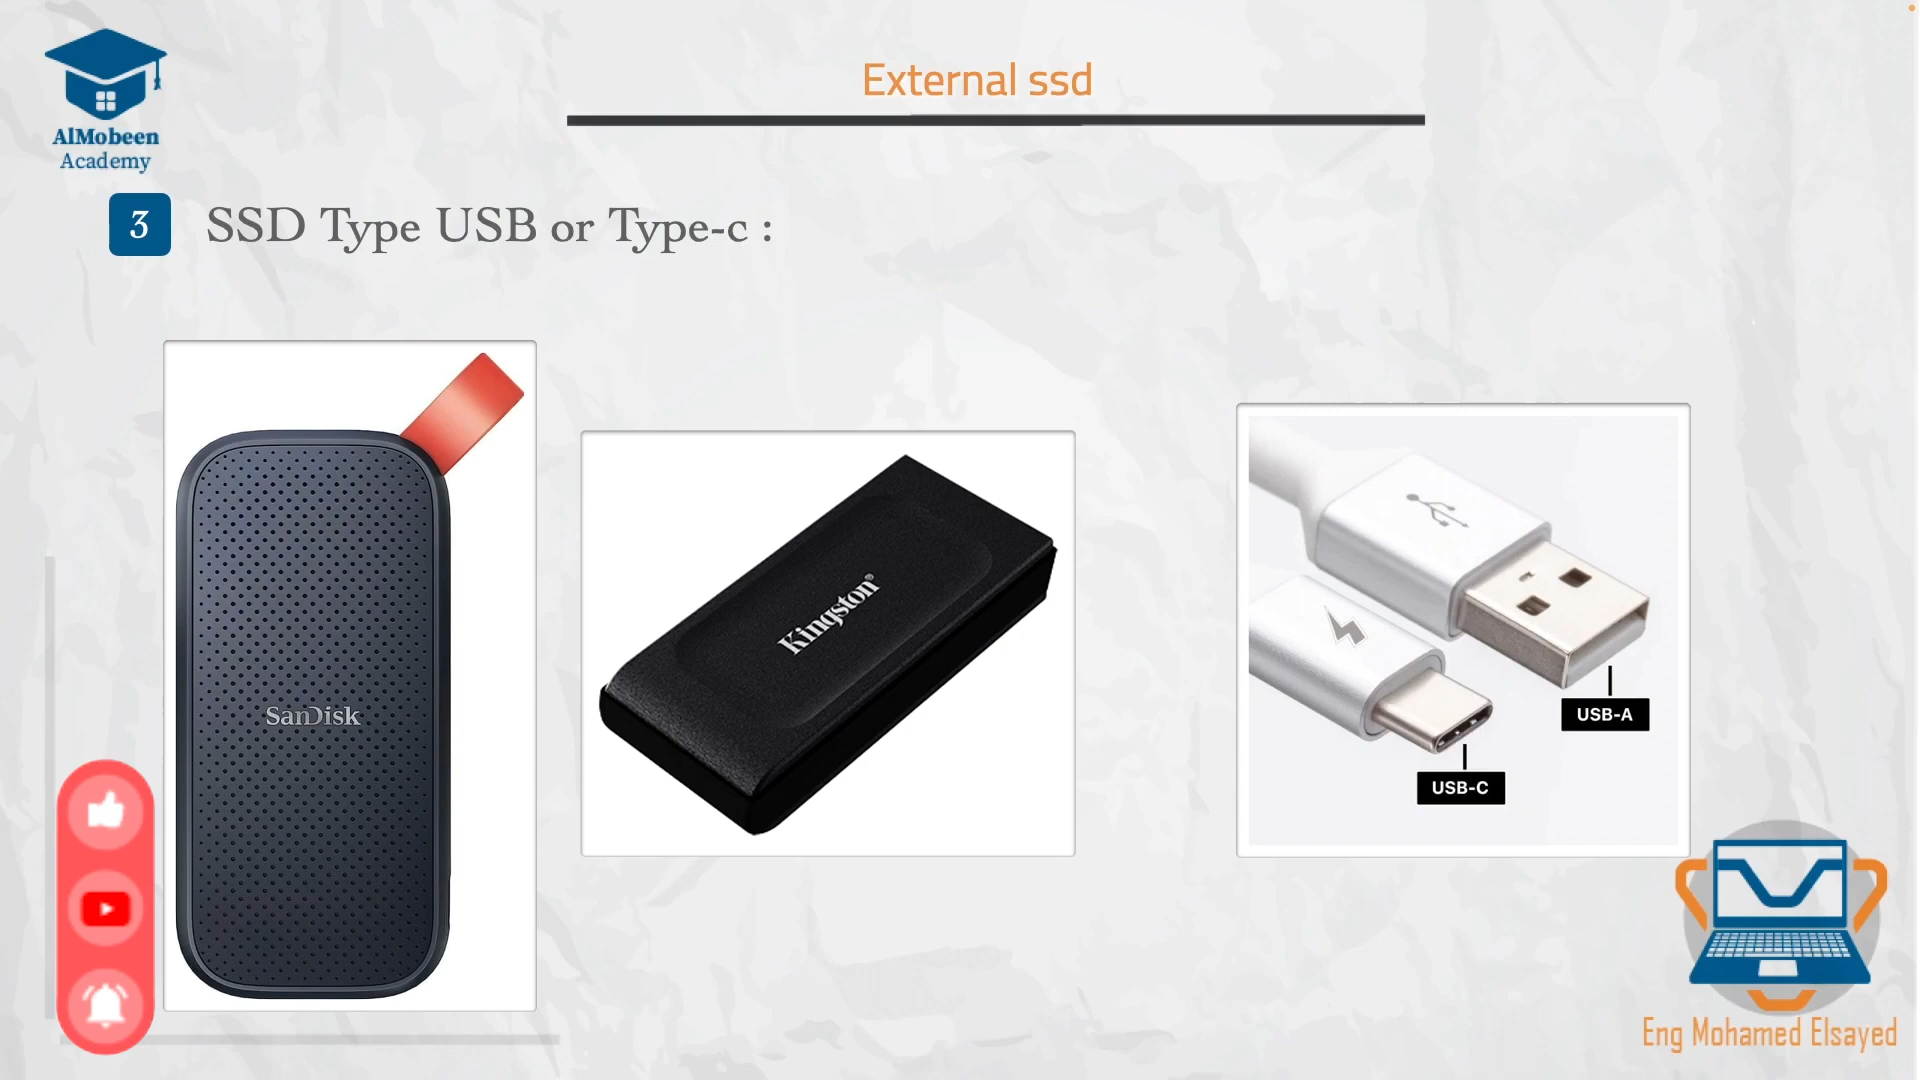 AlMobeen
Academy
External ssd
3 SSD Type USB or Type-c :
SanDisk
Kingston®
USB-A
USB-C
Eng Mohamed Elsayed